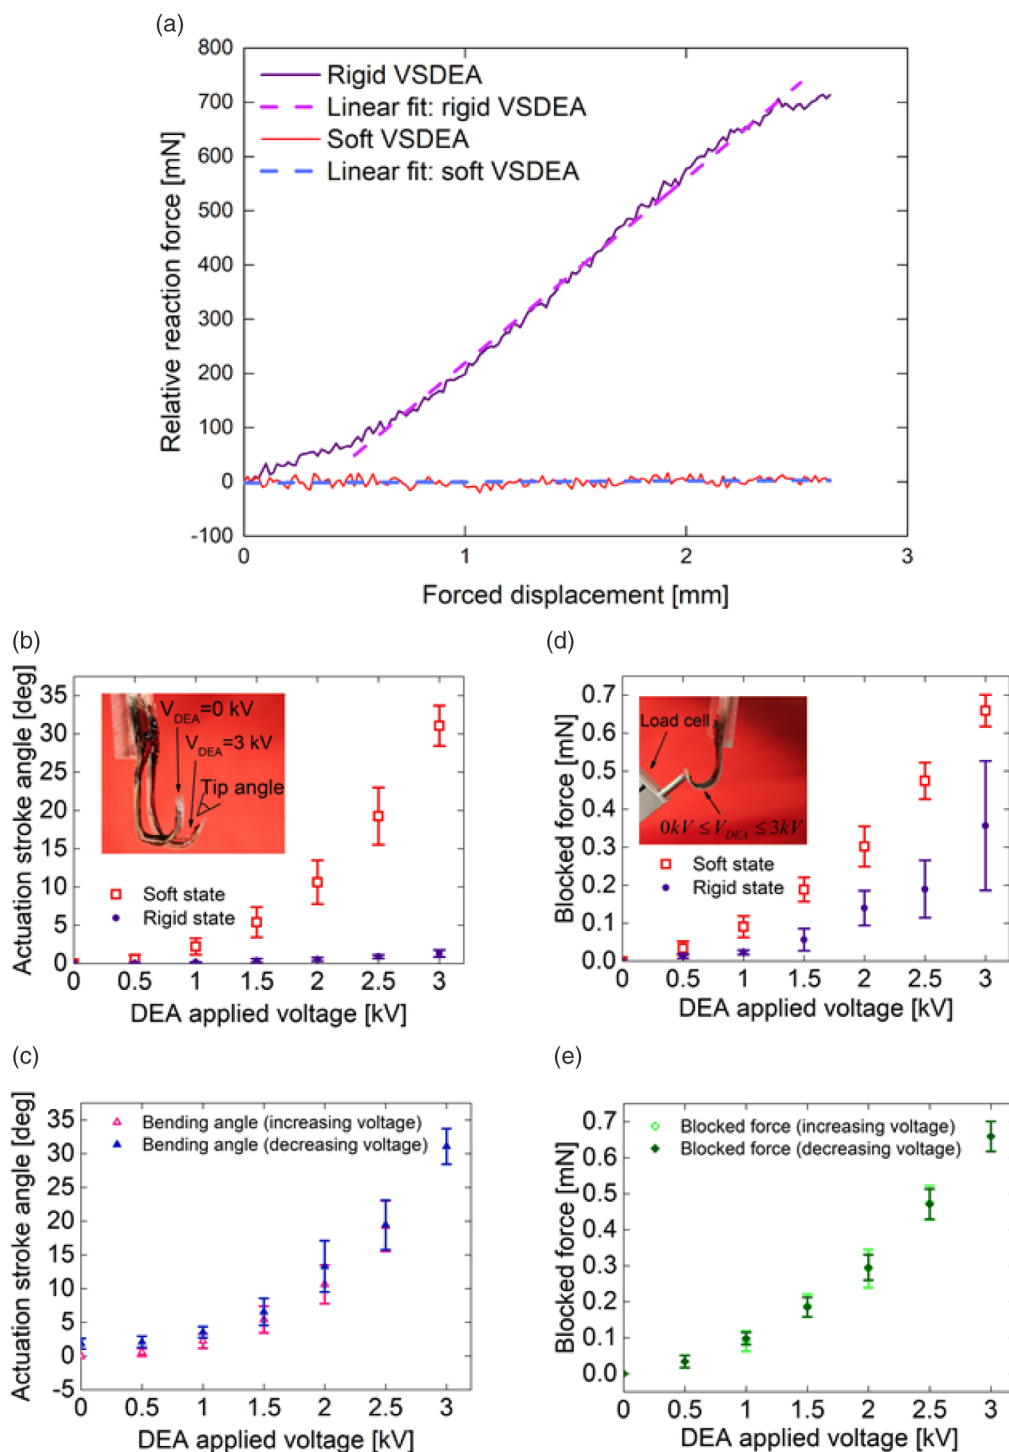 (a)
800
700
600
500
400
300
200
100
0
-100
Relative reaction force [mN]
Rigid VSDEA
Linear fit: rigid VSDEA
Soft VSDEA
Linear fit: soft VSDEA
0 1 2 3
Forced displacement [mm]
(b)
35
30
25
20
15
10
5
0
Actuation stroke angle [deg]
V_DEA=0 kV
V_DEA=3 kV
Tip angle
Soft state
Rigid state
0 0.5 1 1.5 2 2.5 3
DEA applied voltage [kV]
(d)
0.7
0.6
0.5
0.4
0.3
0.2
0.1
0.0
Blocked force [mN]
Load cell
0kV ≤ V_DEA ≤ 3kV
Soft state
Rigid state
0 0.5 1 1.5 2 2.5 3
DEA applied voltage [kV]
(c)
35
30
25
20
15
10
5
0
-5
Actuation stroke angle [deg]
Bending angle (increasing voltage)
Bending angle (decreasing voltage)
0 0.5 1 1.5 2 2.5 3
DEA applied voltage [kV]
(e)
0.7
0.6
0.5
0.4
0.3
0.2
0.1
0.0
Blocked force [mN]
Blocked force (increasing voltage)
Blocked force (decreasing voltage)
0 0.5 1 1.5 2 2.5 3
DEA applied voltage [kV]